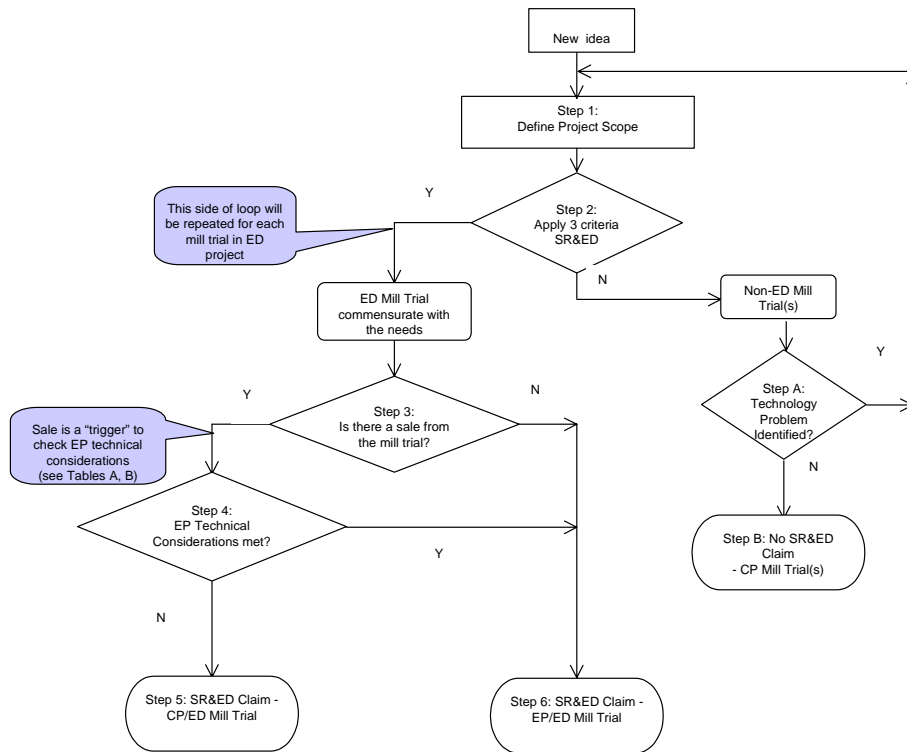 New idea
Step 1:
Define Project Scope
Y
This side of loop will
be repeated for each
mill trial in ED
project
Step 2:
Apply 3 criteria
SR&ED
N
ED Mill Trial
commensurate with
the needs
Non-ED Mill
Trial(s)
Y
Y
N
Step 3:
Is there a sale from
the mill trial?
Step A:
Technology
Problem
Identified?
Sale is a “trigger” to
check EP technical
considerations
(see Tables A, B)
N
Step 4:
EP Technical
Considerations met?
Y
Step B: No SR&ED
Claim
- CP Mill Trial(s)
N
Step 5: SR&ED Claim -
CP/ED Mill Trial
Step 6: SR&ED Claim -
EP/ED Mill Trial